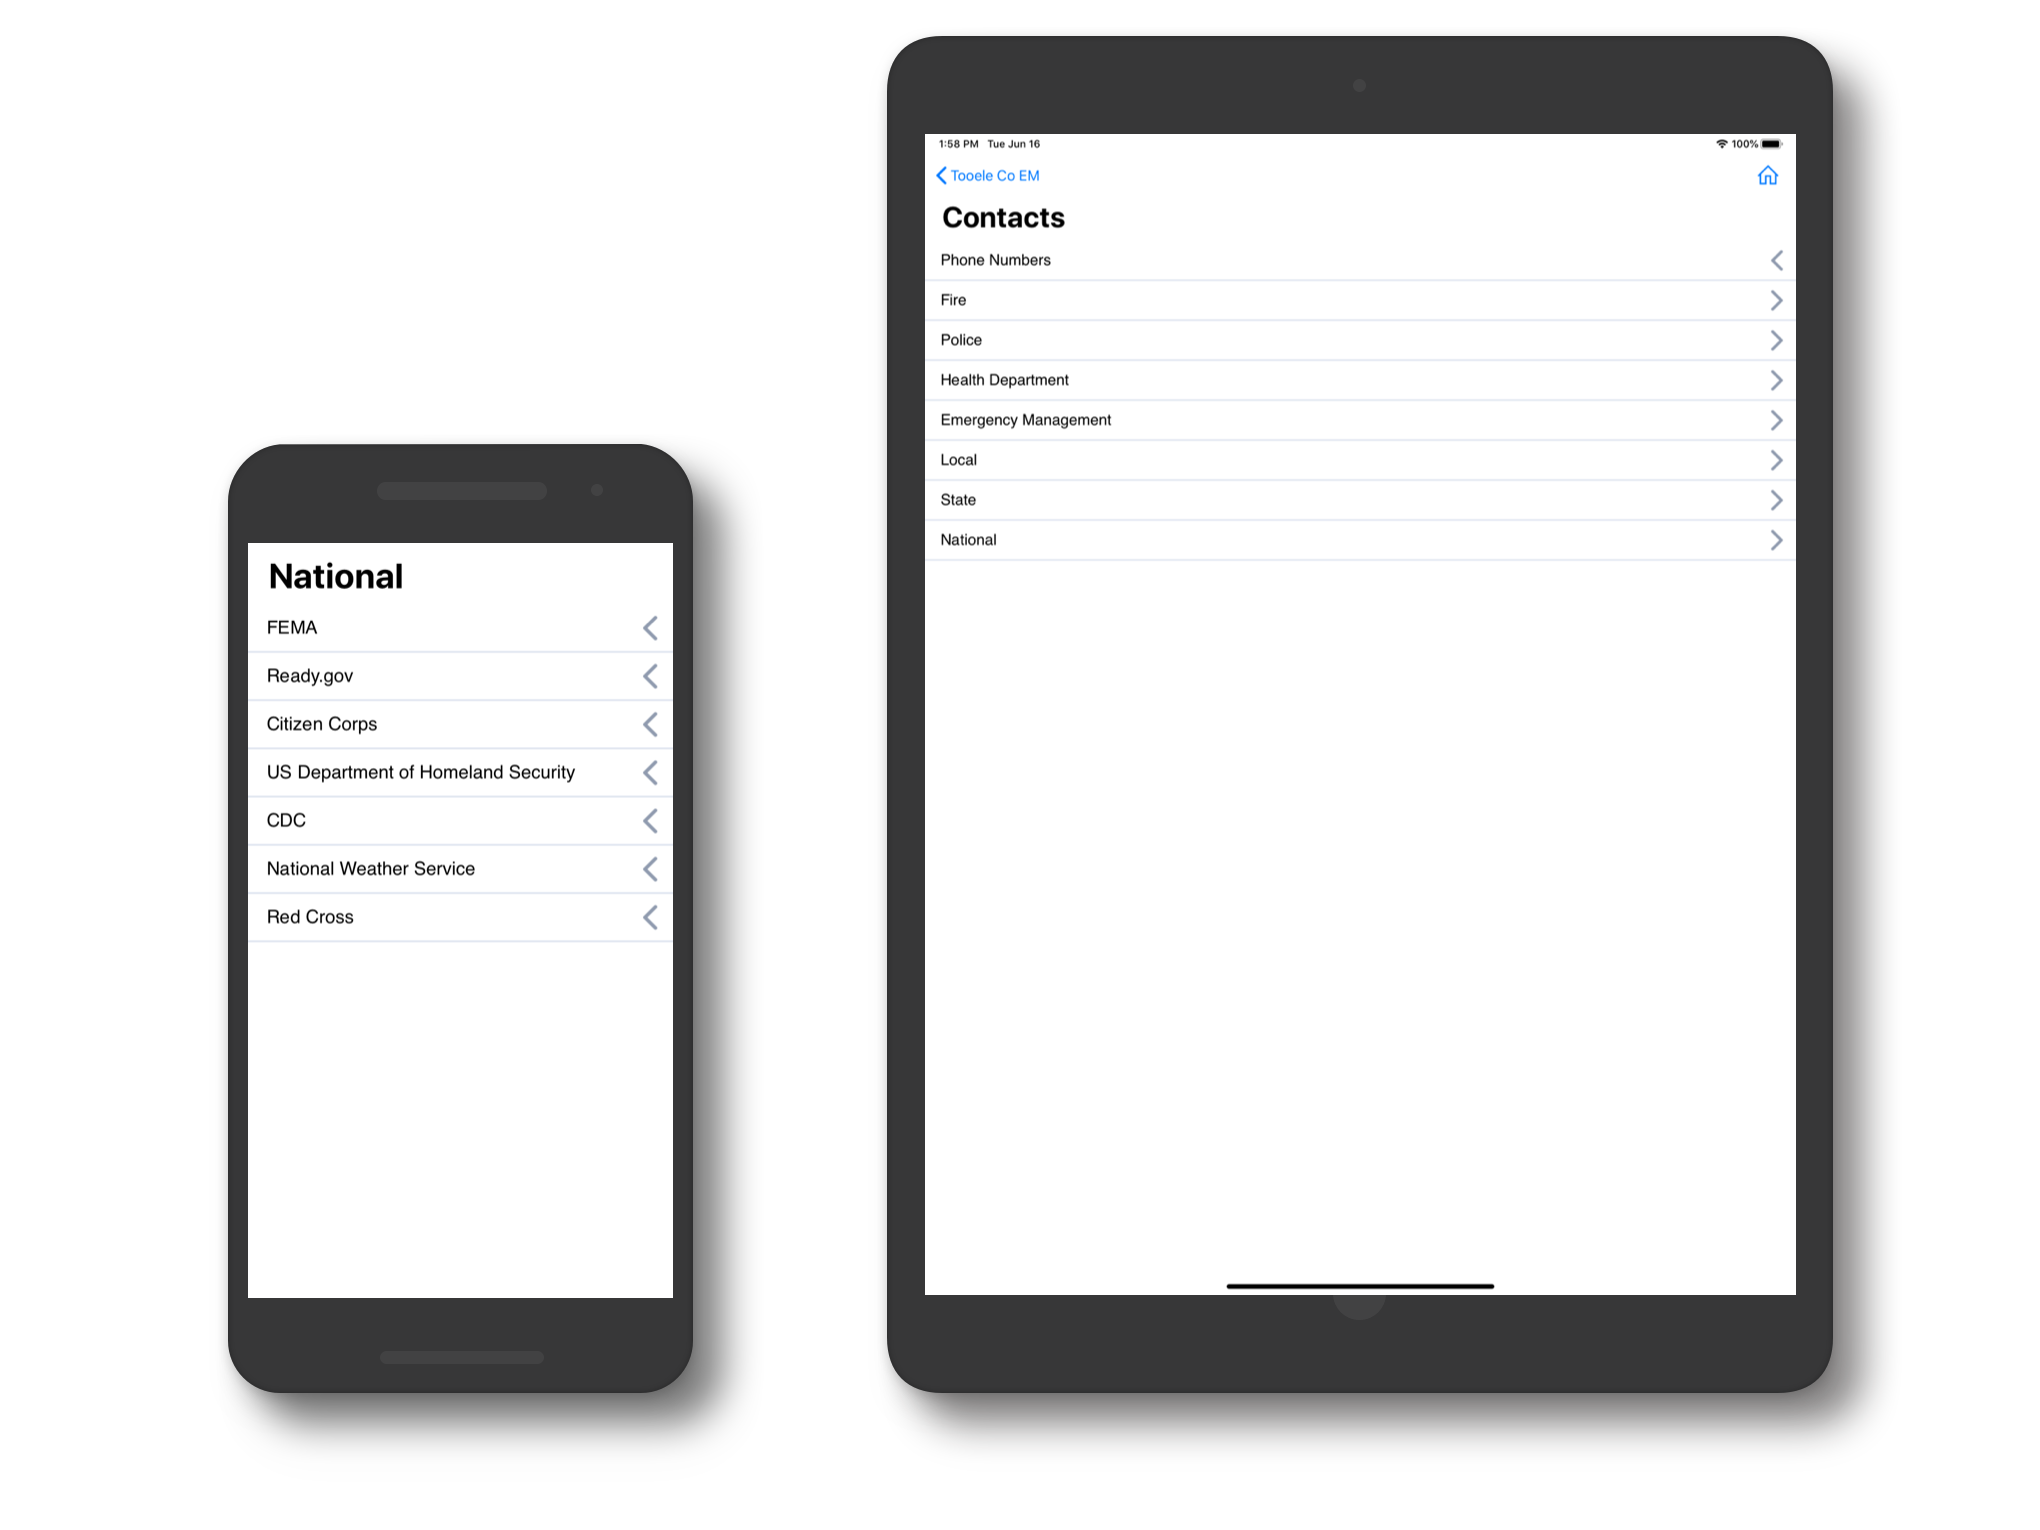 National
FEMA
Ready.gov
Citizen Corps
US Department of Homeland Security
CDC
National Weather Service
Red Cross
1:58 PM Tue Jun 16
100%
Tooele Co EM
Contacts
Phone Numbers
Fire
Police
Health Department
Emergency Management
Local
State
National